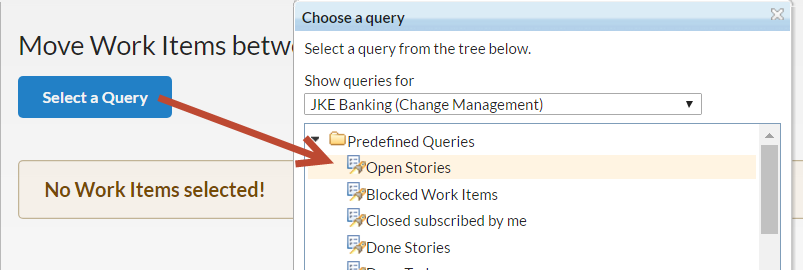 Choose a query
Move Work Items betw
Select a query from the tree below.
Select a Query
Show queries for
JKE Banking (Change Management)
Predefined Queries
Open Stories
No Work Items selected!
Blocked Work Items
Closed subscribed by me
Done Stories